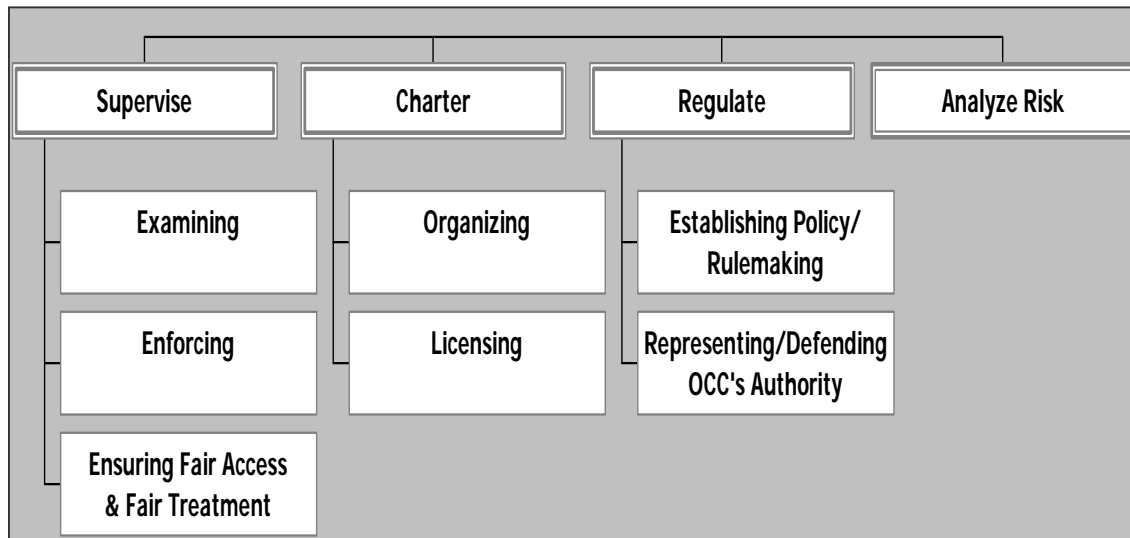 Supervise
Charter
Regulate
Analyze Risk
Examining
Organizing
Establishing Policy/
Rulemaking
Enforcing
Licensing
Representing/Defending
OCC's Authority
Ensuring Fair Access
& Fair Treatment